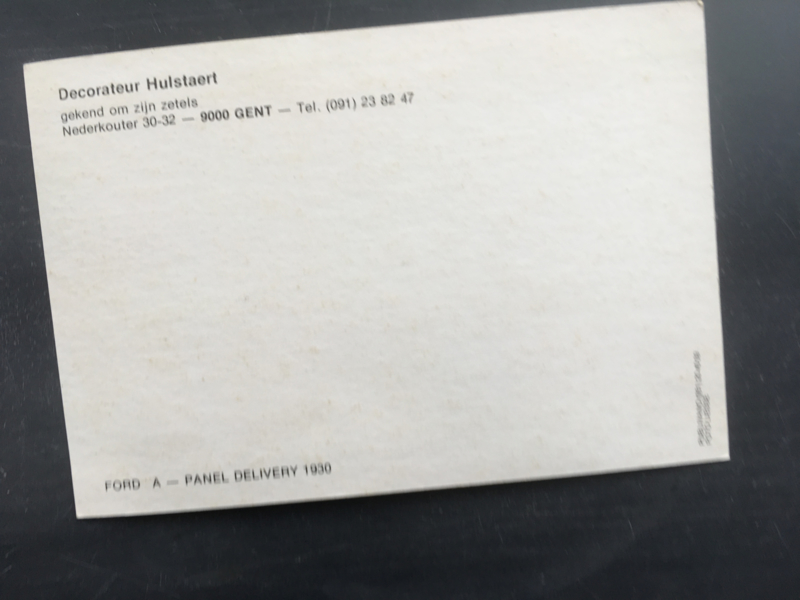 Decorateur Hulstaert
gekend om zijn zetels
Nederkouter 30-32 — 9000 GENT — Tel. (091) 23 82 47
FORD A — PANEL DELIVERY 1930